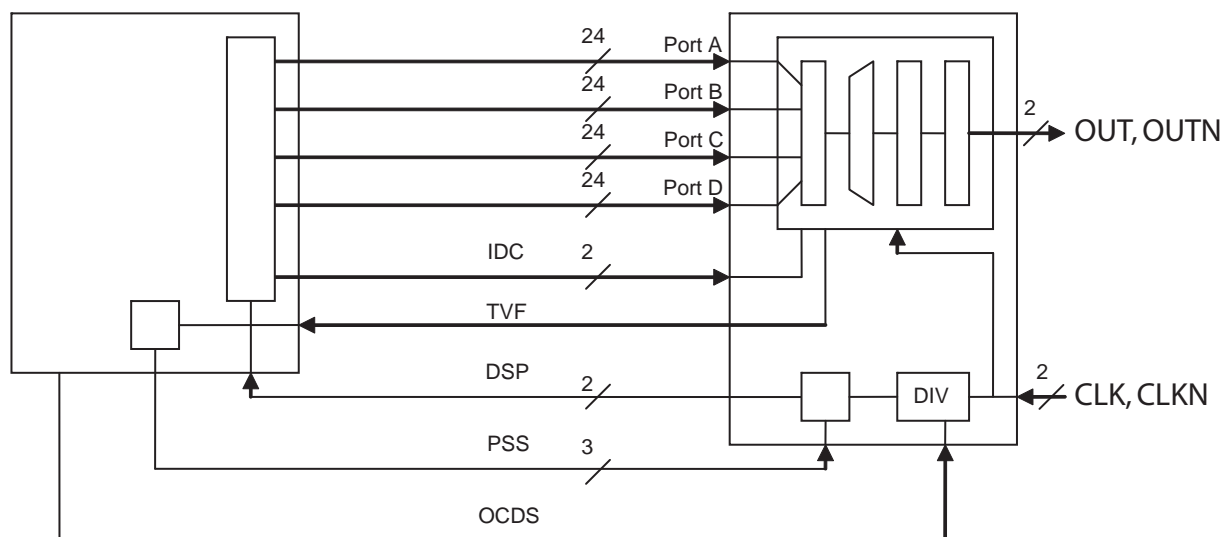 24 Port A
24 Port B
2 OUT, OUTN
24 Port C
24 Port D
IDC 2
TVF
DSP 2
DIV
2 CLK, CLKN
PSS 3
OCDS